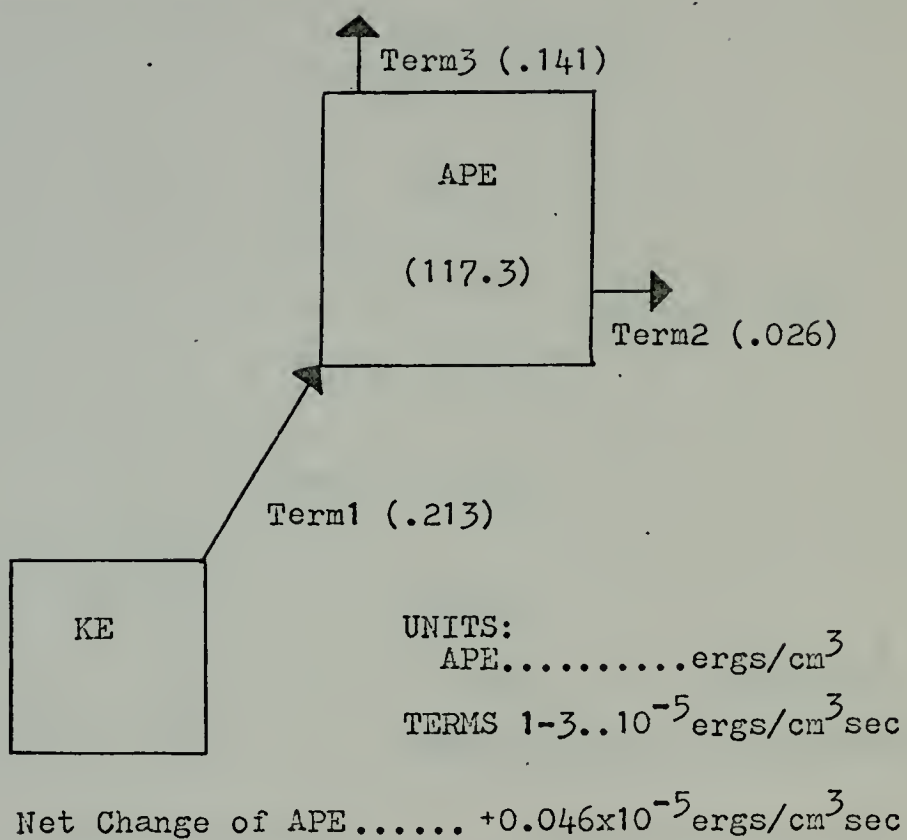 Term3 (.141)
APE
(117.3)
Term2 (.026)
Term1 (.213)
KE
UNITS:
APE..........ergs/cm³
TERMS 1-3..10⁻⁵ergs/cm³sec
Net Change of APE ...... +0.046x10⁻⁵ergs/cm³sec